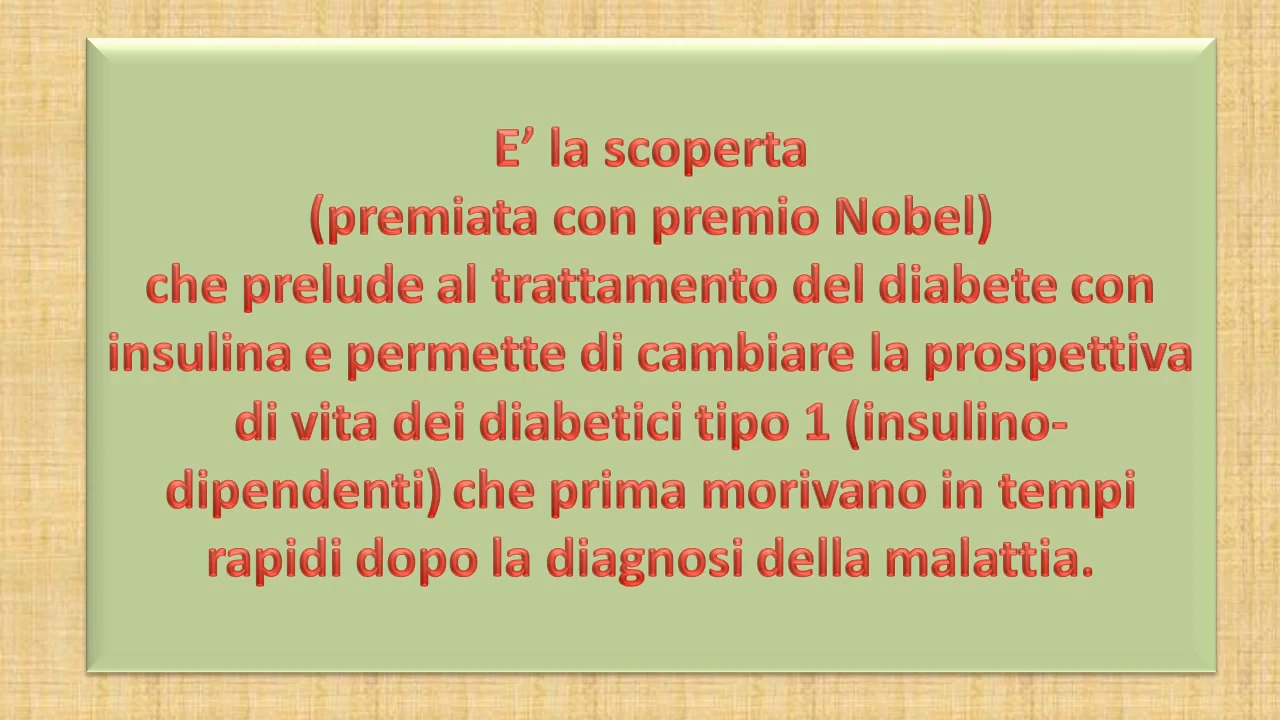 E’ la scoperta
(premiata con premio Nobel)
che prelude al trattamento del diabete con
insulina e permette di cambiare la prospettiva
di vita dei diabetici tipo 1 (insulino-
dipendenti) che prima morivano in tempi
rapidi dopo la diagnosi della malattia.